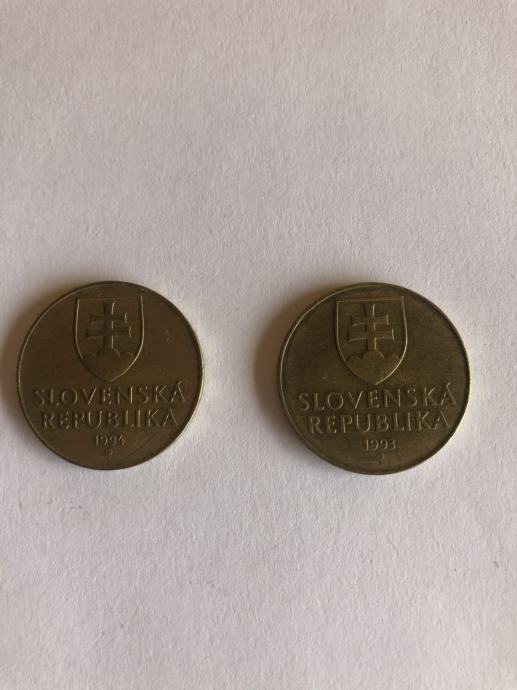 SLOVENSKÁ
REPUBLIKA
1994
SLOVENSKÁ
REPUBLIKA
1993